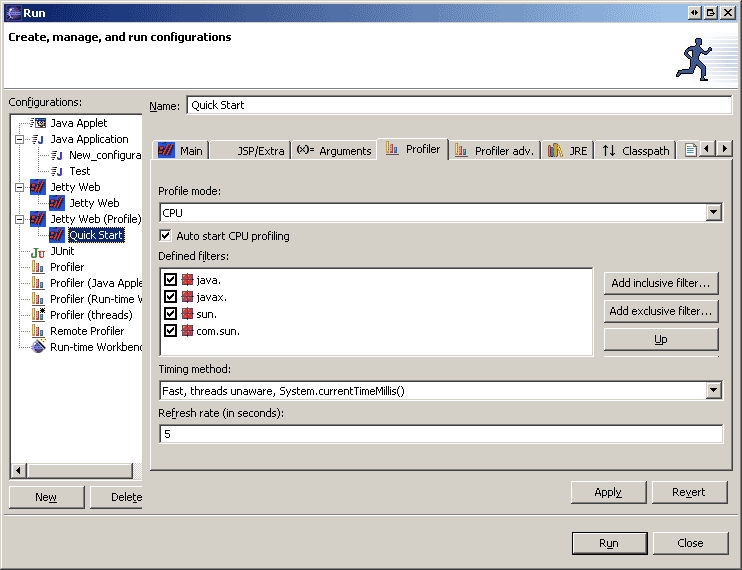 Run
Create, manage, and run configurations
Configurations:
Java Applet
Java Application
New_configura
Test
Jetty Web
Jetty Web
Jetty Web (Profile)
Quick Start
JUnit
Profiler
Profiler (Java Apple
Profiler (Run-time W
Profiler (threads)
Remote Profiler
Run-time Workbenc
New
Delete
Name: Quick Start
Main JSP/Extra (x)= Arguments Profiler Profiler adv. JRE Classpath
Profile mode:
CPU
Auto start CPU profiling
Defined filters:
java.
javax.
sun.
com.sun.
Add inclusive filter...
Add exclusive filter...
Up
Timing method:
Fast, threads unaware, System.currentTimeMillis()
Refresh rate (in seconds):
5
Apply Revert
Run Close